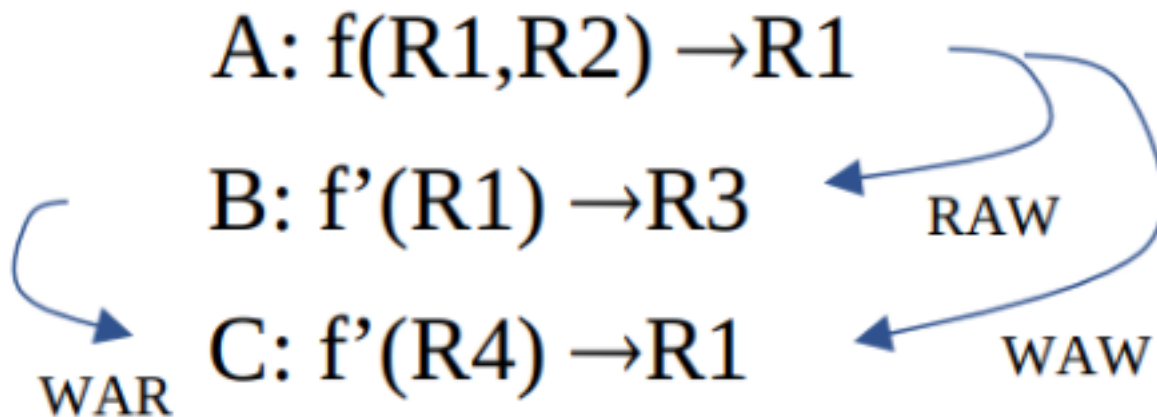 A: f(R1,R2) →R1
B: f’(R1) →R3
RAW
C: f’(R4) →R1
WAW
WAR